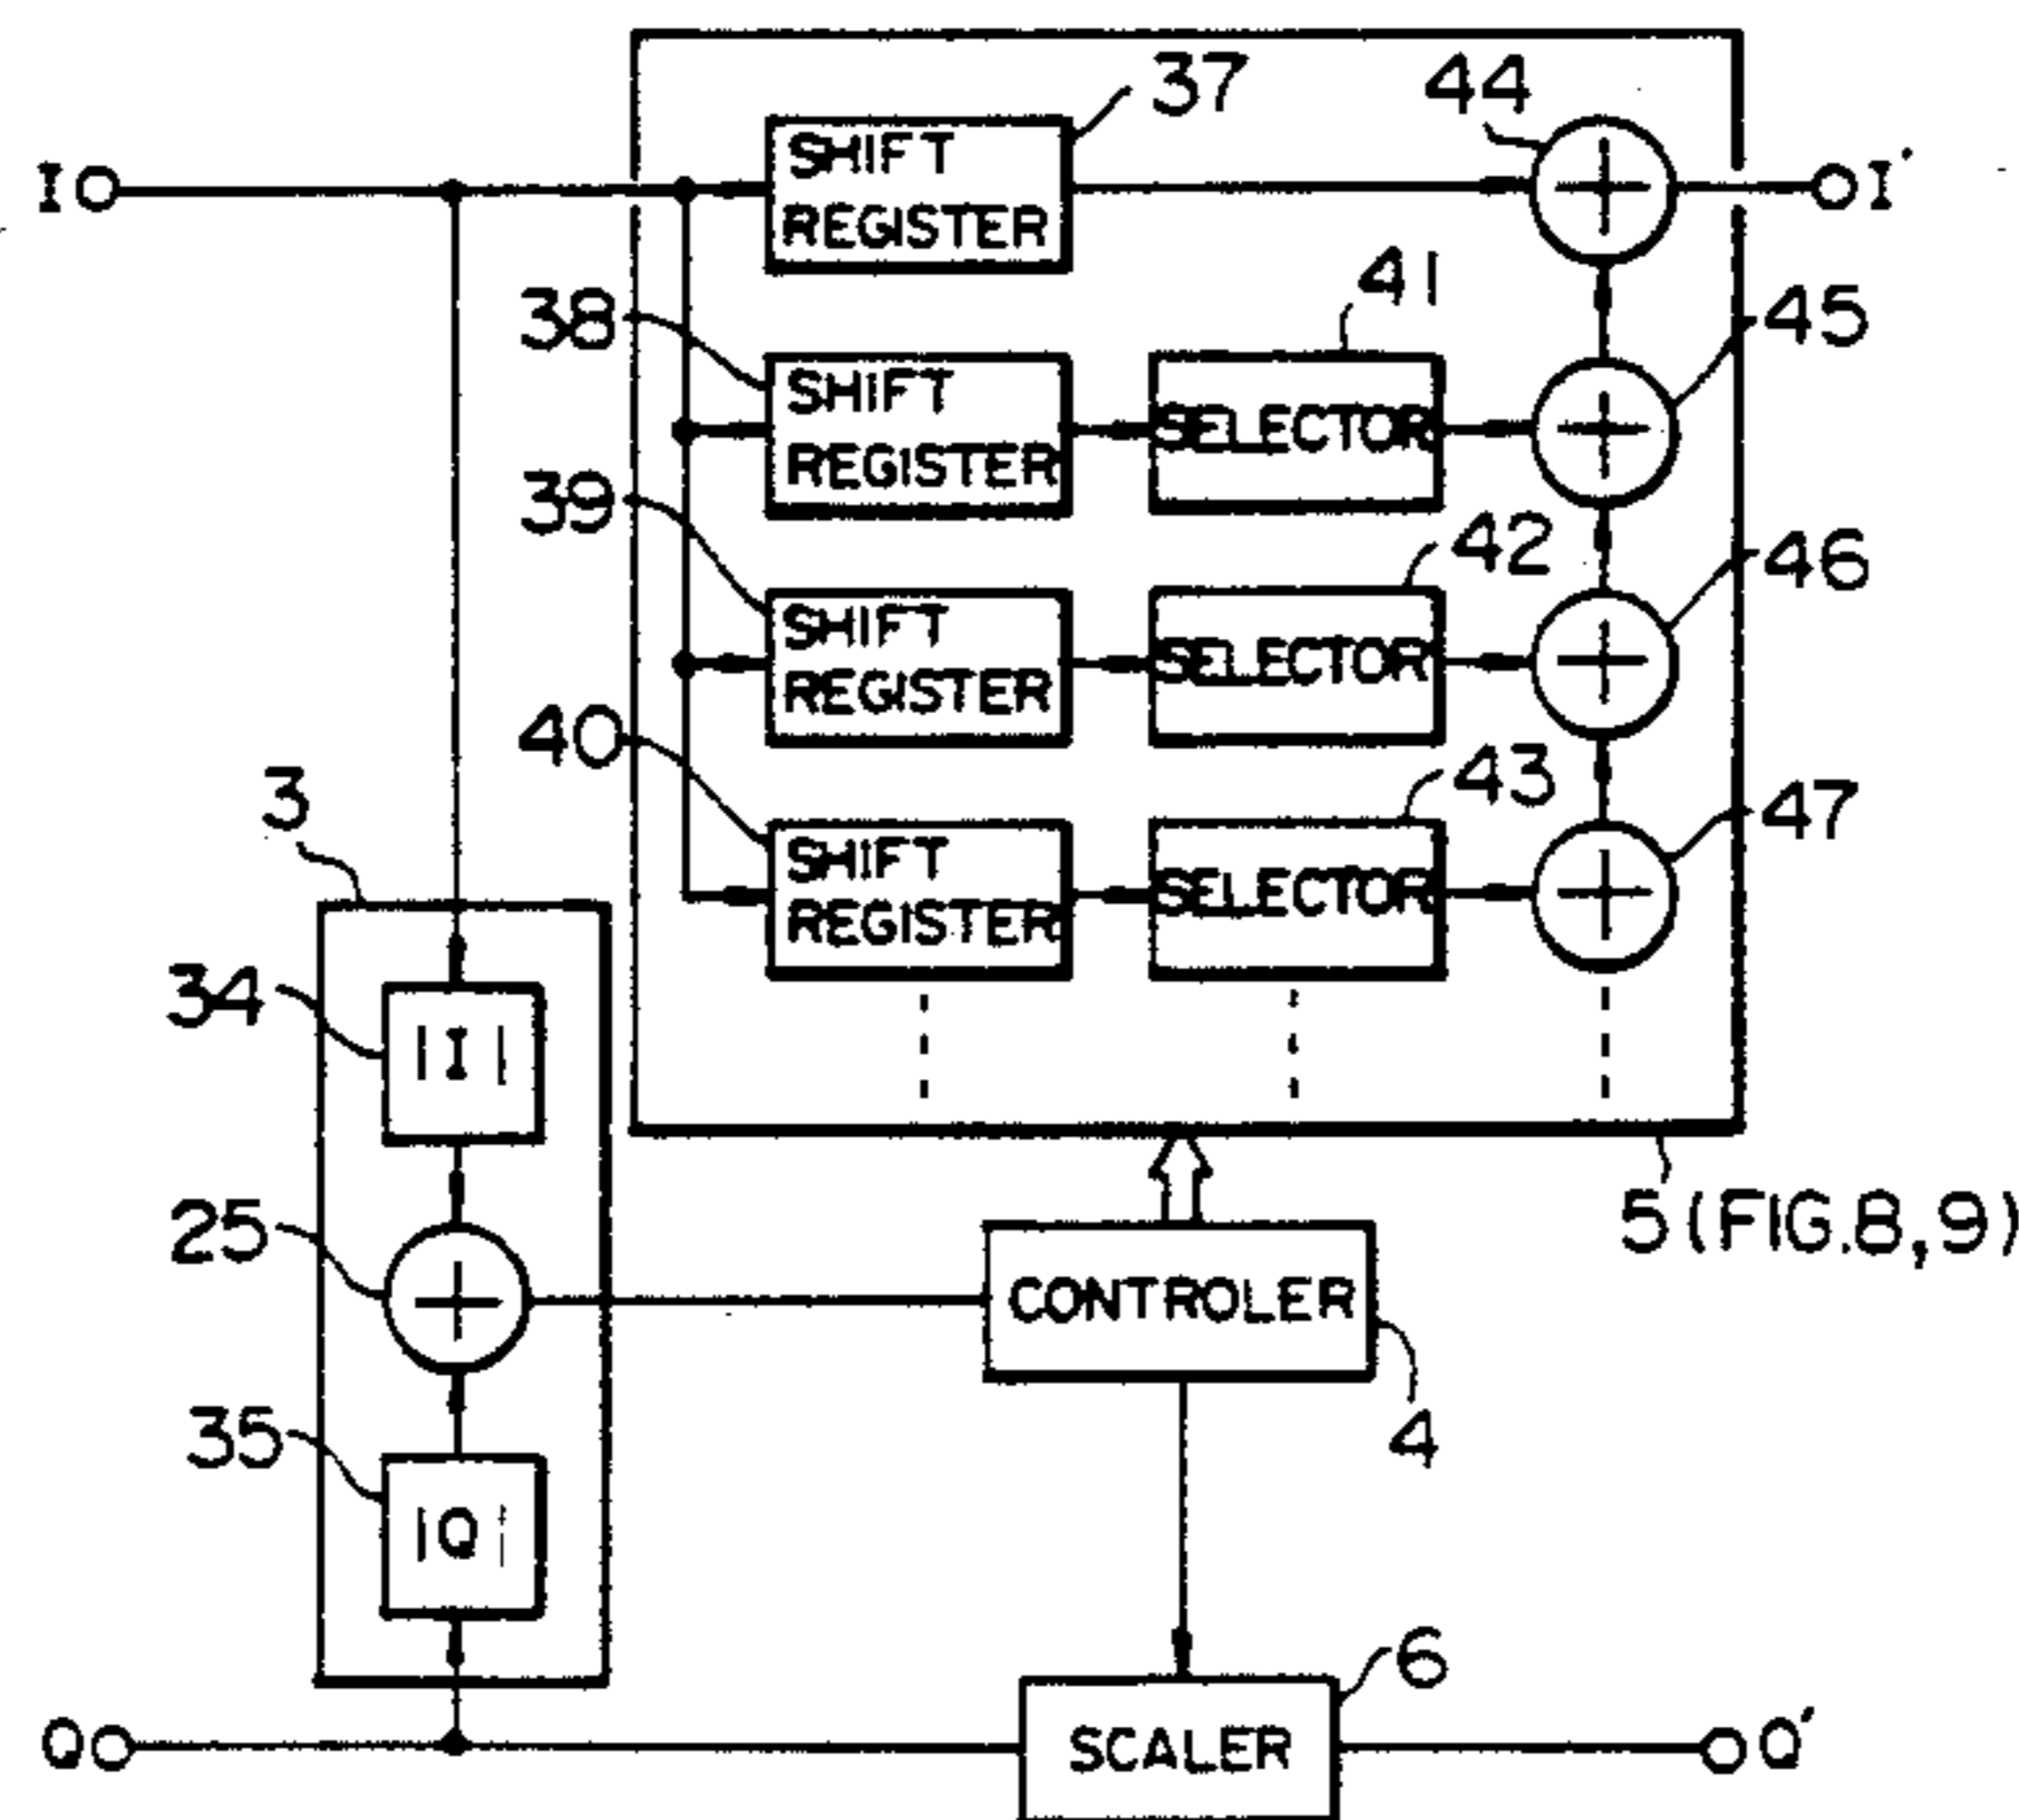 37
44
I
SHIFT
REGISTER
I'
41
38
45
SHIFT
REGISTER
SELECTOR
39
42
46
SHIFT
REGISTER
SELECTOR
40
43
3
47
SHIFT
REGISTER
SELECTOR
34
|I|
25
5 (FIG.8,9)
CONTROLER
35
4
|Q|
6
Q
SCALER
Q'